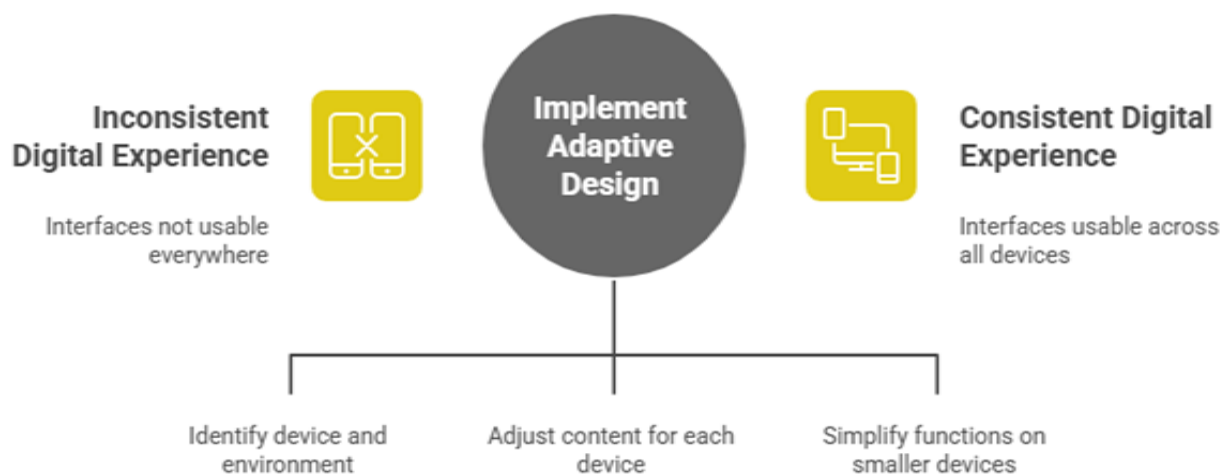 Inconsistent
Digital Experience
Interfaces not usable
everywhere
Implement
Adaptive
Design
Consistent Digital
Experience
Interfaces usable across
all devices
Identify device and
environment
Adjust content for each
device
Simplify functions on
smaller devices